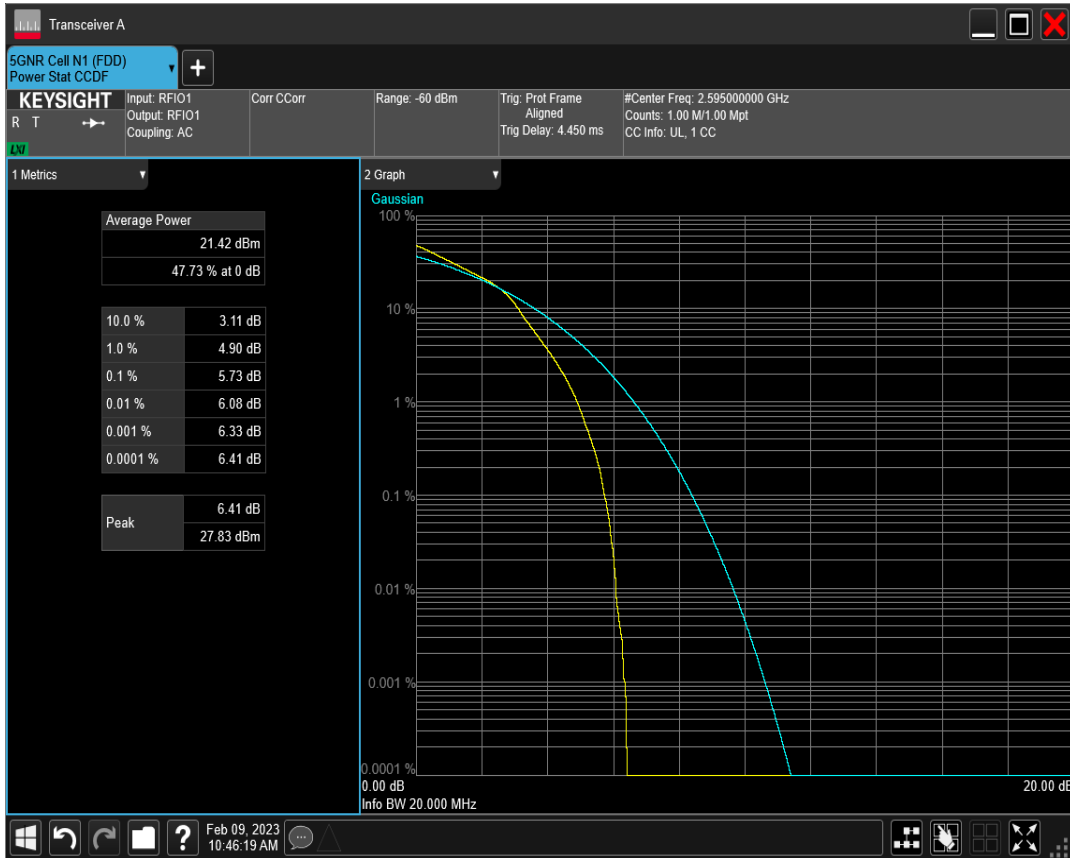 Transceiver A
5GNR Cell N1 (FDD)
Power Stat CCDF
+
KEYSIGHT
R T
LXI
Input: RFIO1
Output: RFIO1
Coupling: AC
Corr CCorr
Range: -60 dBm
Trig: Prot Frame
Aligned
Trig Delay: 4.450 ms
#Center Freq: 2.595000000 GHz
Counts: 1.00 M/1.00 Mpt
CC Info: UL, 1 CC
1 Metrics
Average Power
21.42 dBm
47.73 % at 0 dB
10.0 % 3.11 dB
1.0 % 4.90 dB
0.1 % 5.73 dB
0.01 % 6.08 dB
0.001 % 6.33 dB
0.0001 % 6.41 dB
Peak
6.41 dB
27.83 dBm
2 Graph
Gaussian
100 %
10 %
1 %
0.1 %
0.01 %
0.001 %
0.0001 %
0.00 dB 20.00 dB
Info BW 20.000 MHz
?
Feb 09, 2023
10:46:19 AM